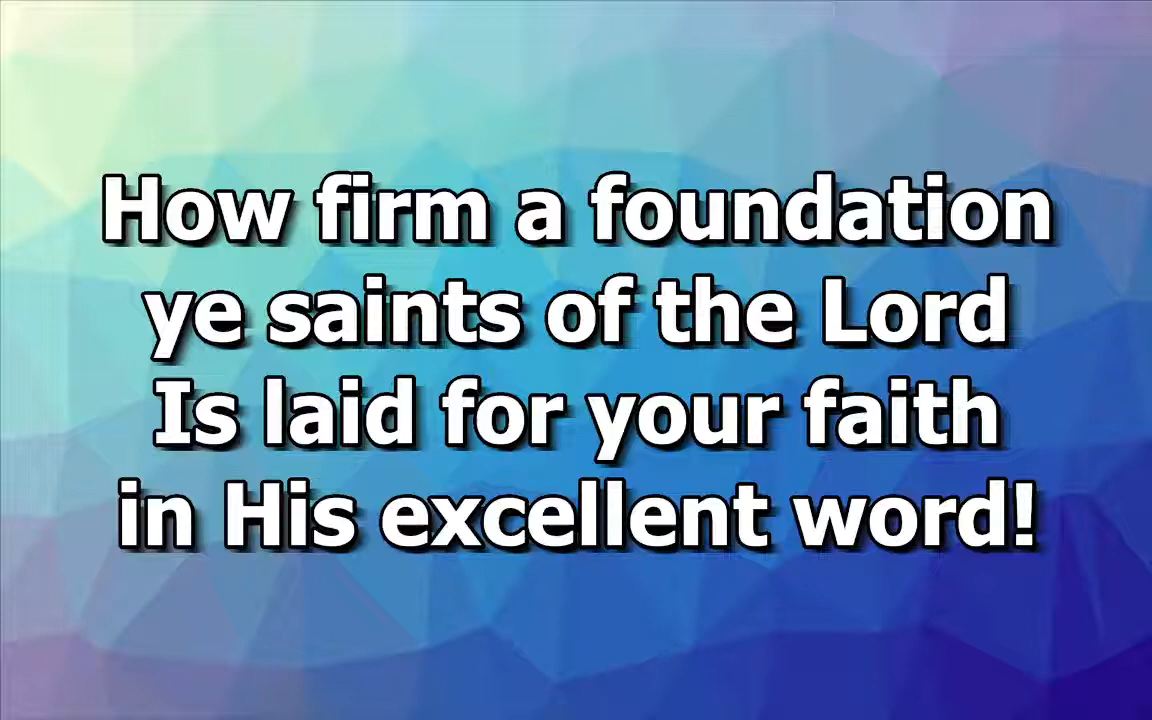 How firm a foundation
ye saints of the Lord
Is laid for your faith
in His excellent word!